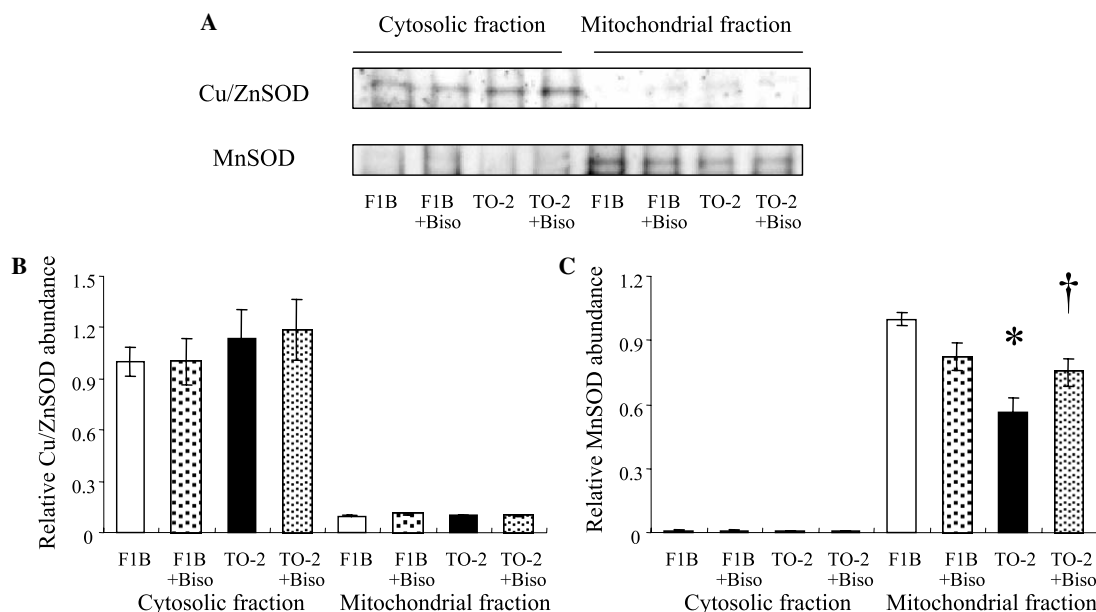 A
Cytosolic fraction Mitochondrial fraction
Cu/ZnSOD
MnSOD
F1B F1B +Biso TO-2 TO-2 +Biso F1B F1B +Biso TO-2 TO-2 +Biso
B
Relative Cu/ZnSOD abundance
1.5
1.2
0.9
0.6
0.3
0
F1B F1B +Biso TO-2 TO-2 +Biso F1B F1B +Biso TO-2 TO-2 +Biso
Cytosolic fraction Mitochondrial fraction
C
Relative MnSOD abundance
1.2
0.9
0.6
0.3
0
*
†
F1B F1B +Biso TO-2 TO-2 +Biso F1B F1B +Biso TO-2 TO-2 +Biso
Cytosolic fraction Mitochondrial fraction